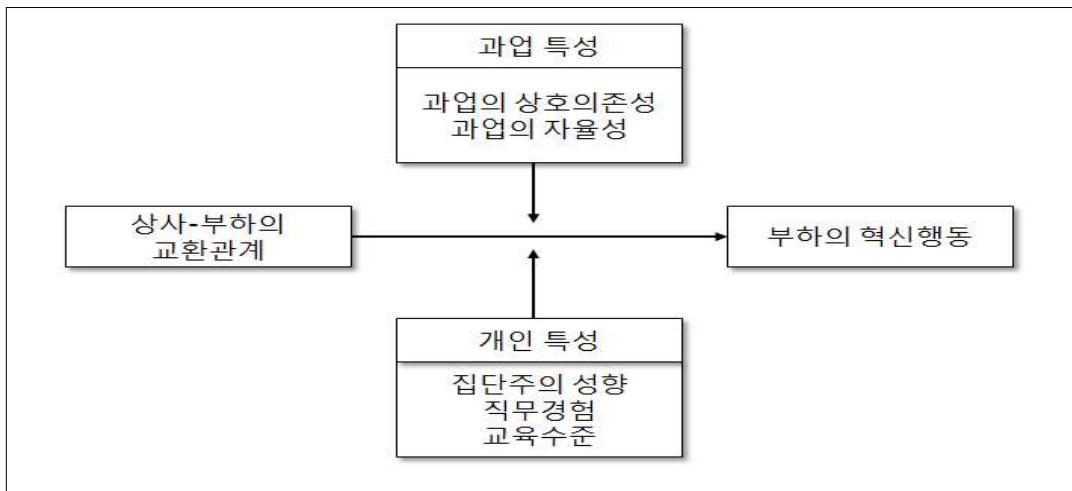 과업 특성
과업의 상호의존성
과업의 자율성
상사-부하의
교환관계
부하의 혁신행동
개인 특성
집단주의 성향
직무경험
교육수준